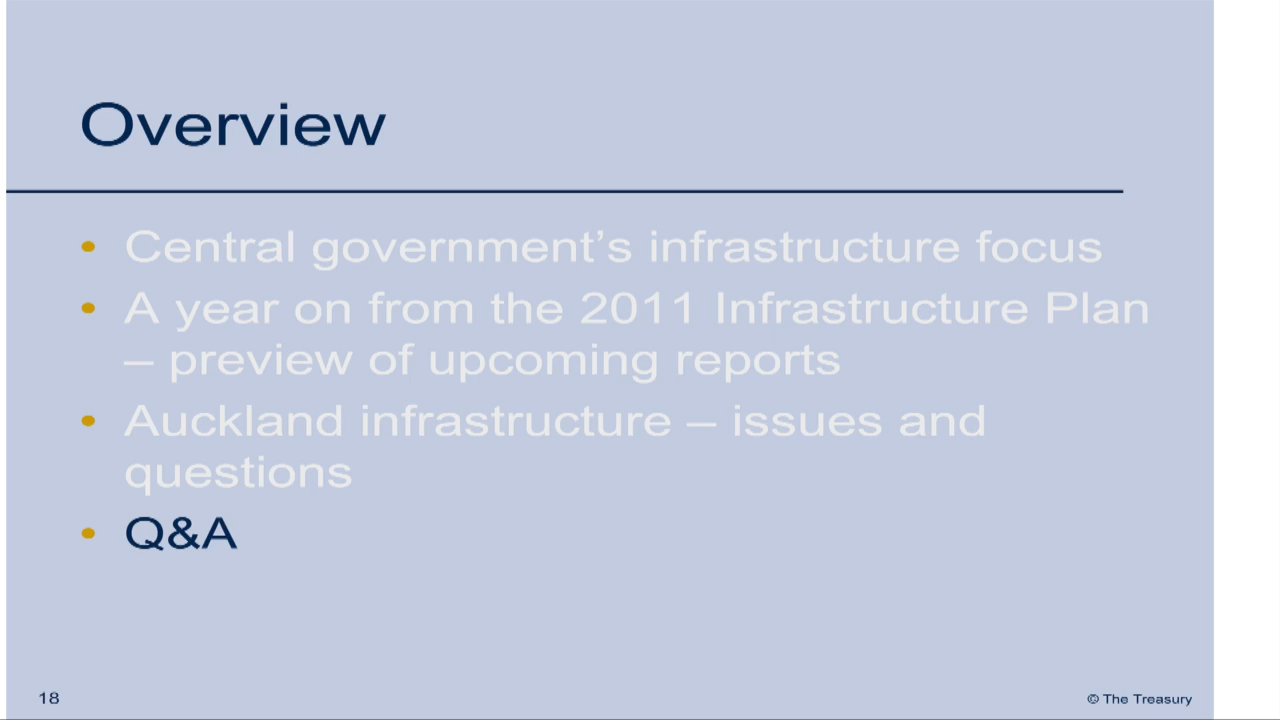 Overview
• Central government’s infrastructure focus
• A year on from the 2011 Infrastructure Plan
– preview of upcoming reports
• Auckland infrastructure – issues and
questions
• Q&A
18
© The Treasury